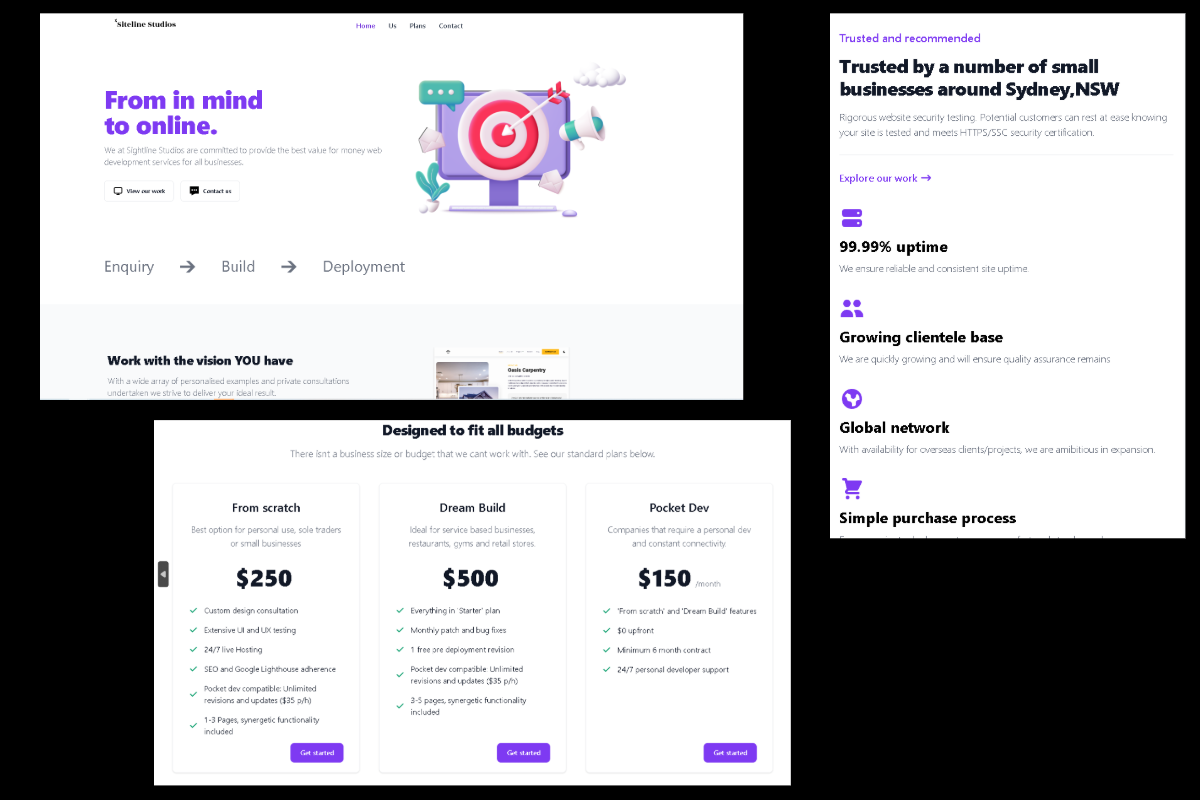 Siteline Studios
Home Us Plans Contact
From in mind
to online.
We at Sightline Studios are committed to provide the best value for money web
development services for all businesses.
View our work Contact us
Enquiry → Build → Deployment
Work with the vision YOU have
With a wide array of personalised examples and private consultations
undertaken we strive to deliver your ideal result.
Oasis Carpentry
Trusted and recommended
Trusted by a number of small
businesses around Sydney,NSW
Rigorous website security testing. Potential customers can rest at ease knowing
your site is tested and meets HTTPS/SSC security certification.
Explore our work →
99.99% uptime
We ensure reliable and consistent site uptime.
Growing clientele base
We are quickly growing and will ensure quality assurance remains
Global network
With availability for overseas clients/projects, we are ambitious in expansion.
Simple purchase process
Designed to fit all budgets
There isnt a business size or budget that we cant work with. See our standard plans below.
From scratch
Best option for personal use, sole traders
or small businesses
$250
Custom design consultation
Extensive UI and UX testing
24/7 live Hosting
SEO and Google Lighthouse adherence
Pocket dev compatible: Unlimited
revisions and updates ($35 p/h)
1-3 Pages, synergetic functionality
included
Get started
Dream Build
Ideal for service based businesses,
restaurants, gyms and retail stores.
$500
Everything in 'Starter' plan
Monthly patch and bug fixes
1 free pre deployment revision
Pocket dev compatible: Unlimited
revisions and updates ($35 p/h)
3-5 pages, synergetic functionality
included
Get started
Pocket Dev
Companies that require a personal dev
and constant connectivity.
$150 /month
'From scratch' and 'Dream Build' features
$0 upfront
Minimum 6 month contract
24/7 personal developer support
Get started